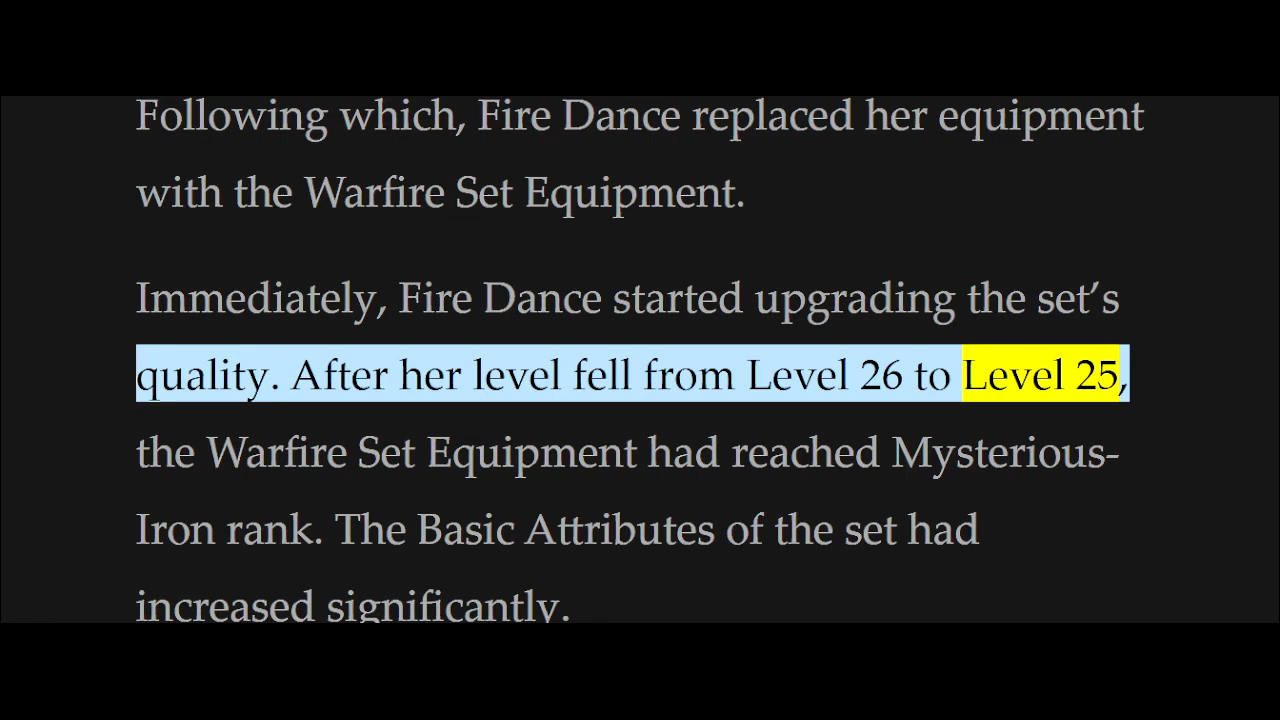 Following which, Fire Dance replaced her equipment
with the Warfire Set Equipment.
Immediately, Fire Dance started upgrading the set’s
quality. After her level fell from Level 26 to Level 25,
the Warfire Set Equipment had reached Mysterious-
Iron rank. The Basic Attributes of the set had
increased significantly.